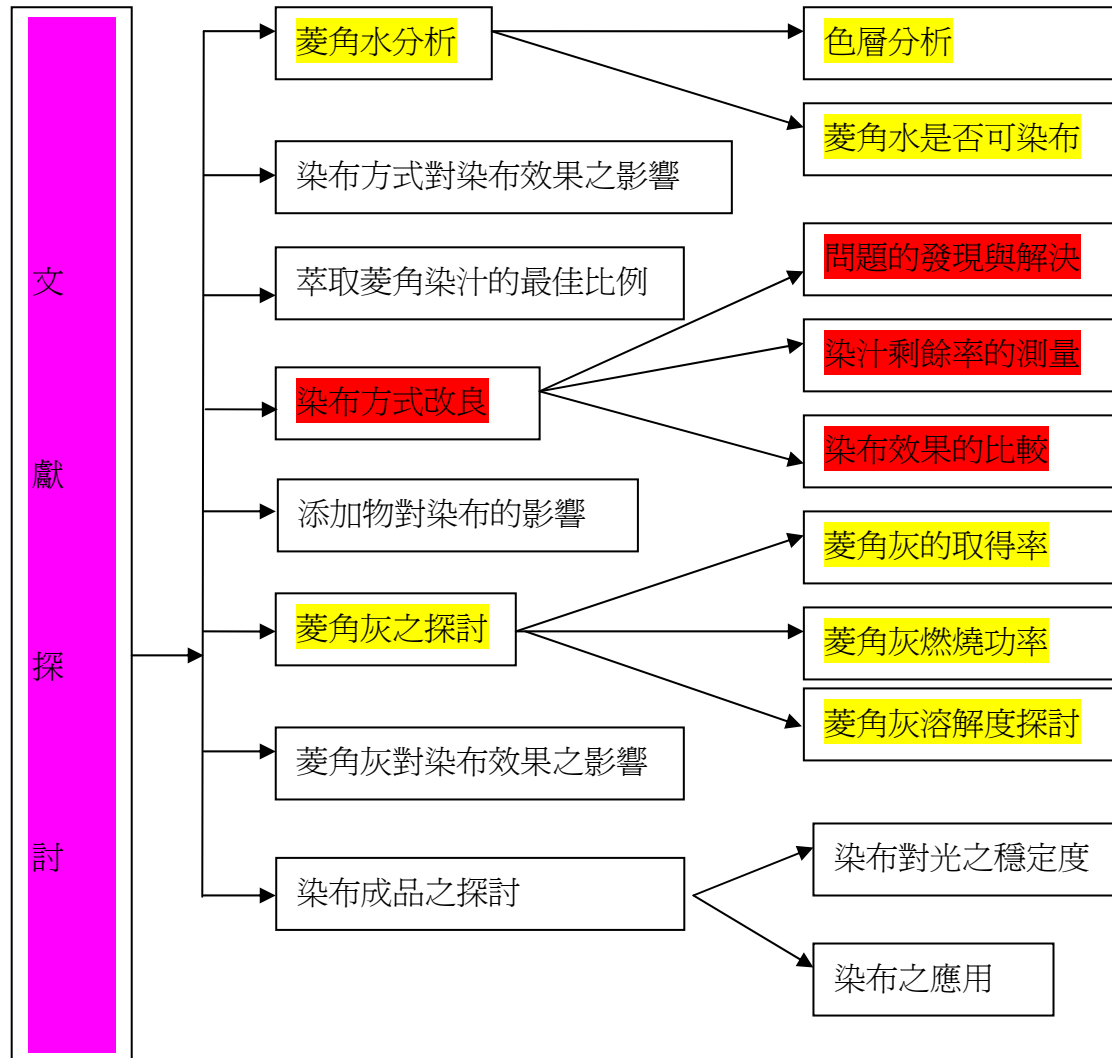 文獻探討
菱角水分析
色層分析
菱角水是否可染布
染布方式對染布效果之影響
萃取菱角染汁的最佳比例
染布方式改良
問題的發現與解決
染汁剩餘率的測量
染布效果的比較
添加物對染布的影響
菱角灰之探討
菱角灰的取得率
菱角灰燃燒功率
菱角灰溶解度探討
菱角灰對染布效果之影響
染布成品之探討
染布對光之穩定度
染布之應用